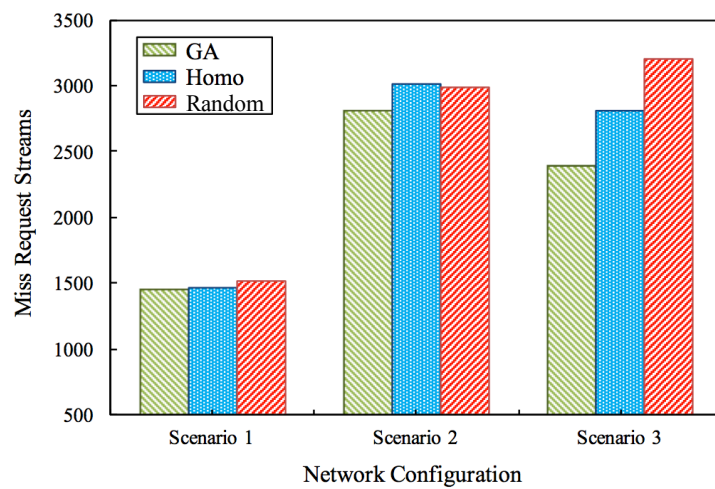 3500
3000
2500
2000
1500
1000
500
Miss Request Streams
GA
Homo
Random
Scenario 1
Scenario 2
Scenario 3
Network Configuration